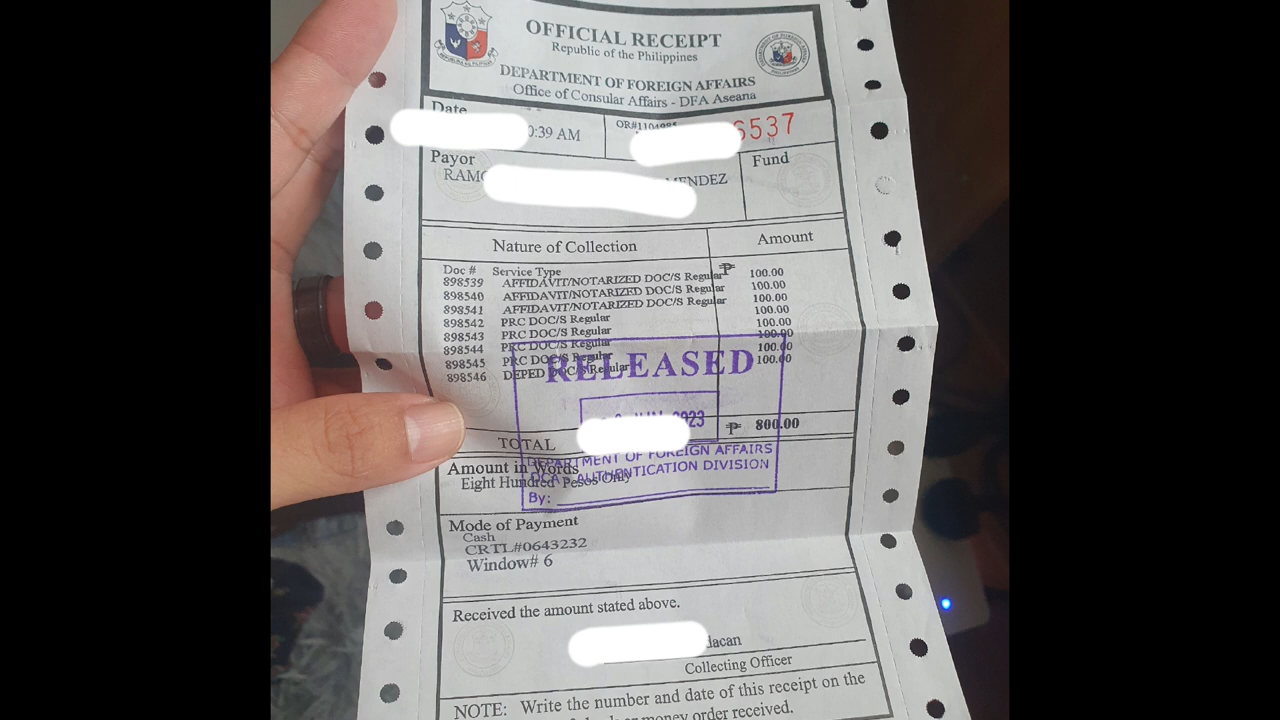 OFFICIAL RECEIPT
Republic of the Philippines
DEPARTMENT OF FOREIGN AFFAIRS
Office of Consular Affairs - DFA Aseana
Date
0:39 AM
OR#1104985
6537
Payor
RAMO
MENDEZ
Fund
Nature of Collection
Amount
Doc # Service Type
898539 AFFIDAVIT/NOTARIZED DOC/S Regular ₱ 100.00
898540 AFFIDAVIT/NOTARIZED DOC/S Regular 100.00
898541 AFFIDAVIT/NOTARIZED DOC/S Regular 100.00
898542 PRC DOC/S Regular 100.00
898543 PRC DOC/S Regular 100.00
898544 PRC DOC/S Regular 100.00
898545 PRC DOC/S Regular 100.00
898546 DEPED DOC/S Regular 100.00
RELEASED
JUN 2023
TOTAL ₱ 800.00
DEPARTMENT OF FOREIGN AFFAIRS
OCA - AUTHENTICATION DIVISION
By:
Amount in Words
Eight Hundred Pesos Only
Mode of Payment
Cash
CRTL#0643232
Window# 6
Received the amount stated above.
dacan
Collecting Officer
NOTE: Write the number and date of this receipt on the
money order received.